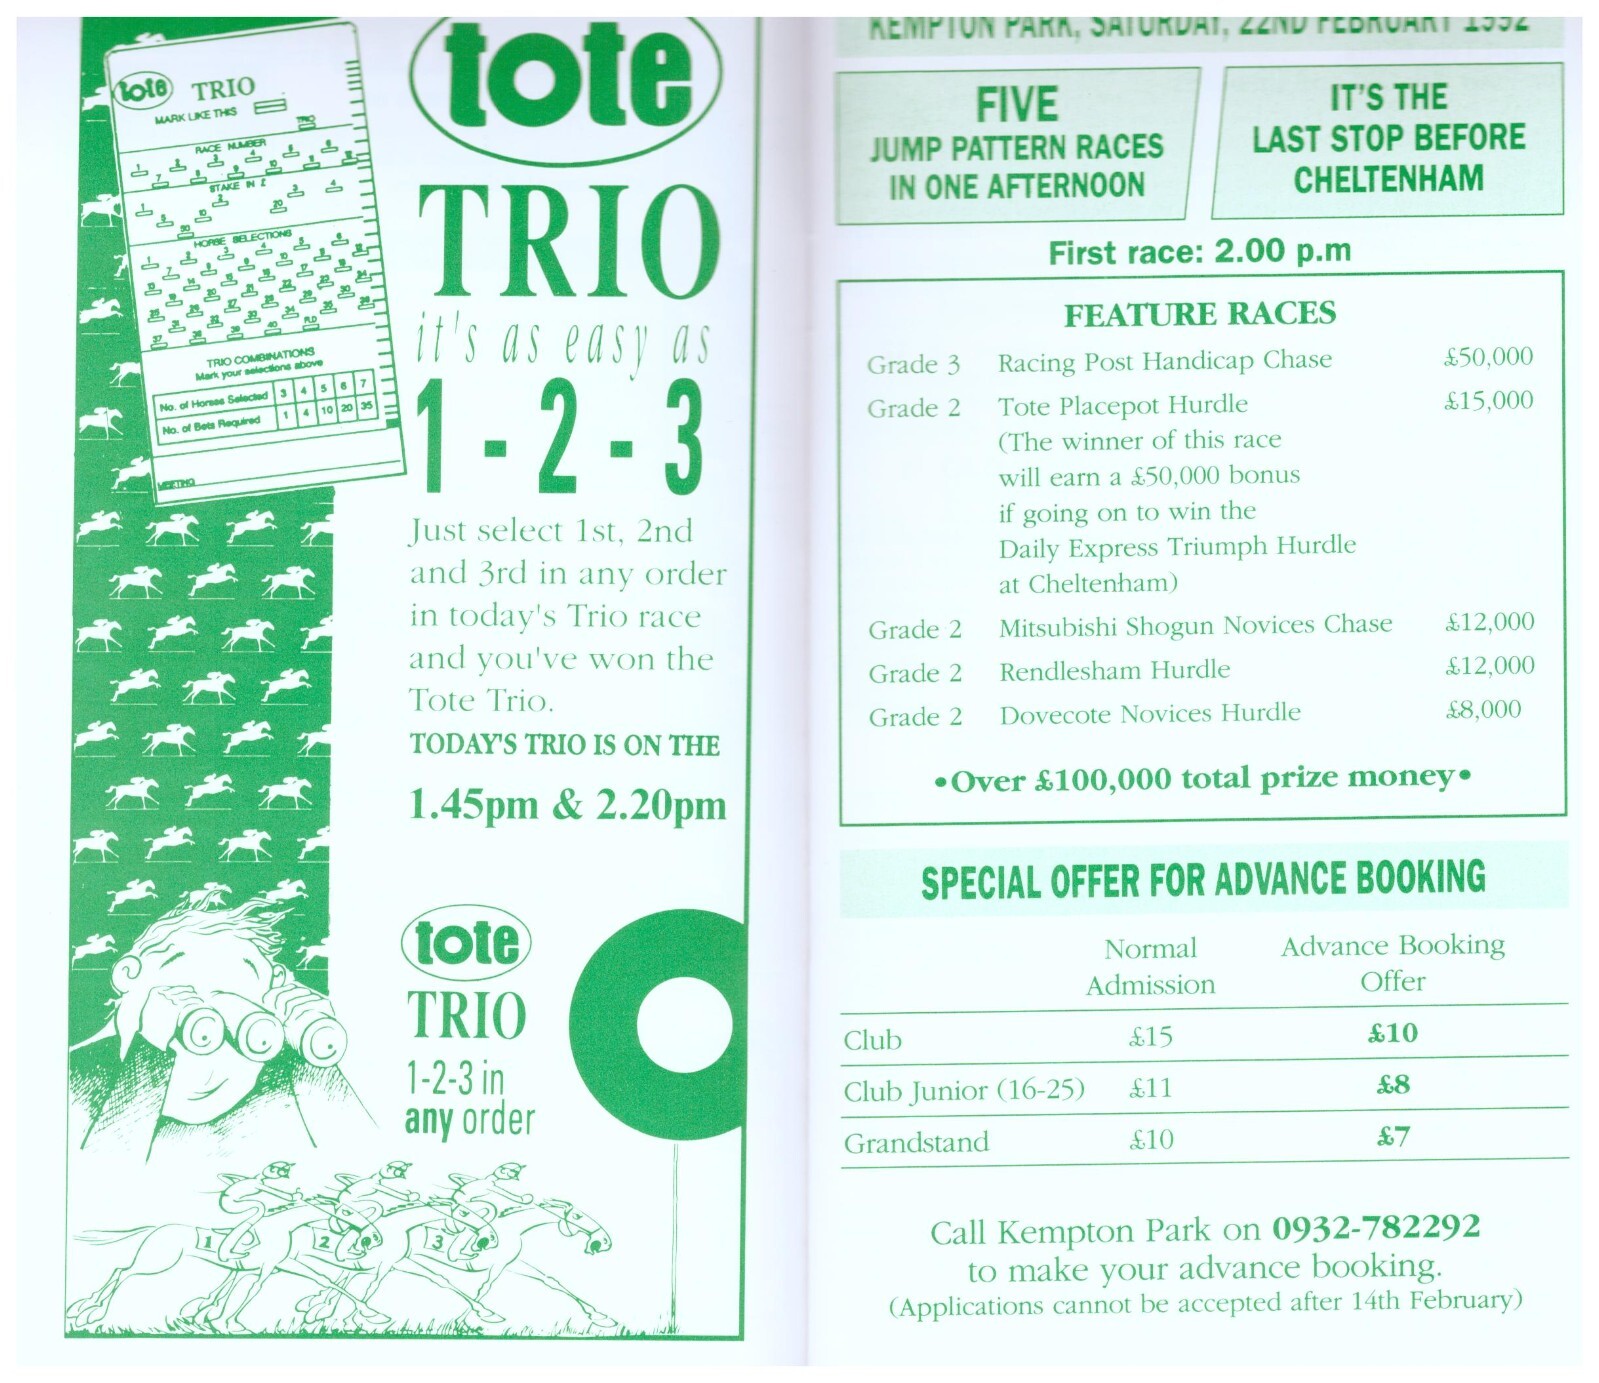 tote
TRIO
MARK LIKE THIS
TRIO
RACE NUMBER
STAKE IN £
HORSE SELECTIONS
TRIO COMBINATIONS
Mark your selections above
No. of Horses Selected 3 4 5 6 7
No. of Bets Required 1 4 10 20 35
MEETING
tote
TRIO
it's as easy as
1 - 2 - 3
Just select 1st, 2nd
and 3rd in any order
in today's Trio race
and you've won the
Tote Trio.
TODAY'S TRIO IS ON THE
1.45pm & 2.20pm
tote
TRIO
1-2-3 in
any order
1 2 3
KEMPTON PARK, SATURDAY, 22ND FEBRUARY 1992
FIVE
JUMP PATTERN RACES
IN ONE AFTERNOON
IT'S THE
LAST STOP BEFORE
CHELTENHAM
First race: 2.00 p.m
FEATURE RACES
Grade 3 Racing Post Handicap Chase £50,000
Grade 2 Tote Placepot Hurdle £15,000
(The winner of this race
will earn a £50,000 bonus
if going on to win the
Daily Express Triumph Hurdle
at Cheltenham)
Grade 2 Mitsubishi Shogun Novices Chase £12,000
Grade 2 Rendlesham Hurdle £12,000
Grade 2 Dovecote Novices Hurdle £8,000
•Over £100,000 total prize money•
SPECIAL OFFER FOR ADVANCE BOOKING
Normal Advance Booking
Admission Offer
Club £15 £10
Club Junior (16-25) £11 £8
Grandstand £10 £7
Call Kempton Park on 0932-782292
to make your advance booking.
(Applications cannot be accepted after 14th February)